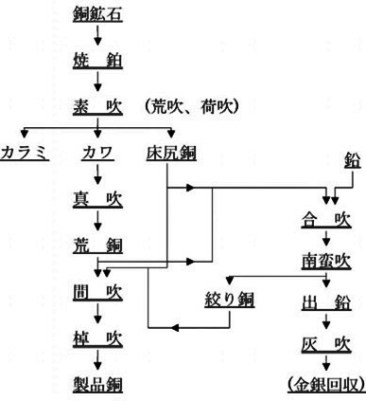 銅鉱石
焼 鉑
素 吹 (荒吹、荷吹)
カラミ カワ 床尻銅
鉛
真 吹
合 吹
荒 銅
南蛮吹
間 吹
絞り銅
出 鉛
棹 吹
灰 吹
製品銅
(金銀回収)